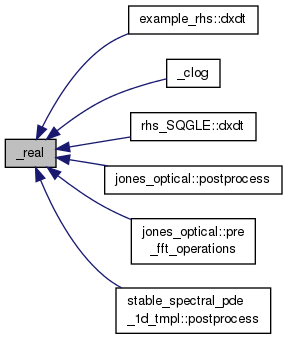 example_rhs::dxdt
_clog
rhs_SQGLE::dxdt
_real
jones_optical::postprocess
jones_optical::pre
_fft_operations
stable_spectral_pde
_1d_tmpl::postprocess